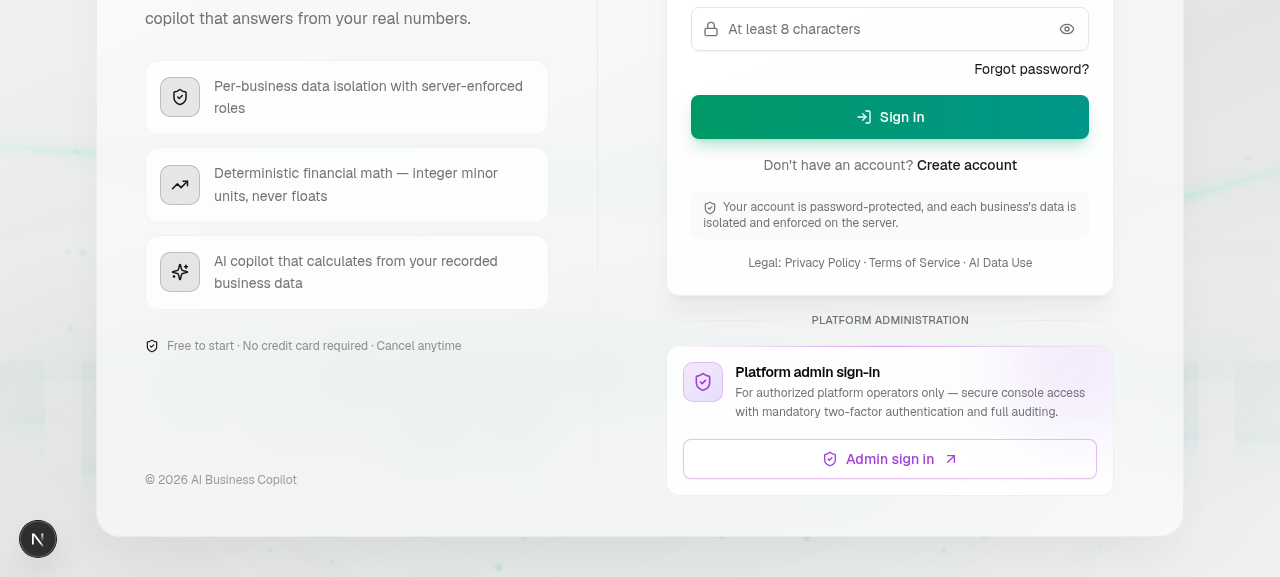 copilot that answers from your real numbers.
Per-business data isolation with server-enforced
roles
Deterministic financial math — integer minor
units, never floats
AI copilot that calculates from your recorded
business data
Free to start · No credit card required · Cancel anytime
© 2026 AI Business Copilot
At least 8 characters
Forgot password?
Sign in
Don't have an account? Create account
Your account is password-protected, and each business's data is
isolated and enforced on the server.
Legal: Privacy Policy · Terms of Service · AI Data Use
PLATFORM ADMINISTRATION
Platform admin sign-in
For authorized platform operators only — secure console access
with mandatory two-factor authentication and full auditing.
Admin sign in
N